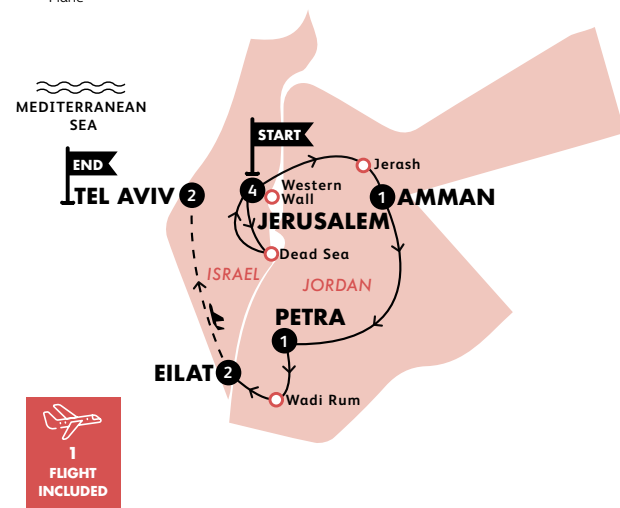 Plane
MEDITERRANEAN
SEA
START
END
Jerash
TEL AVIV 2
4
Western
Wall
1 AMMAN
JERUSALEM
Dead Sea
ISRAEL
JORDAN
PETRA
1
EILAT 2
Wadi Rum
1
FLIGHT
INCLUDED